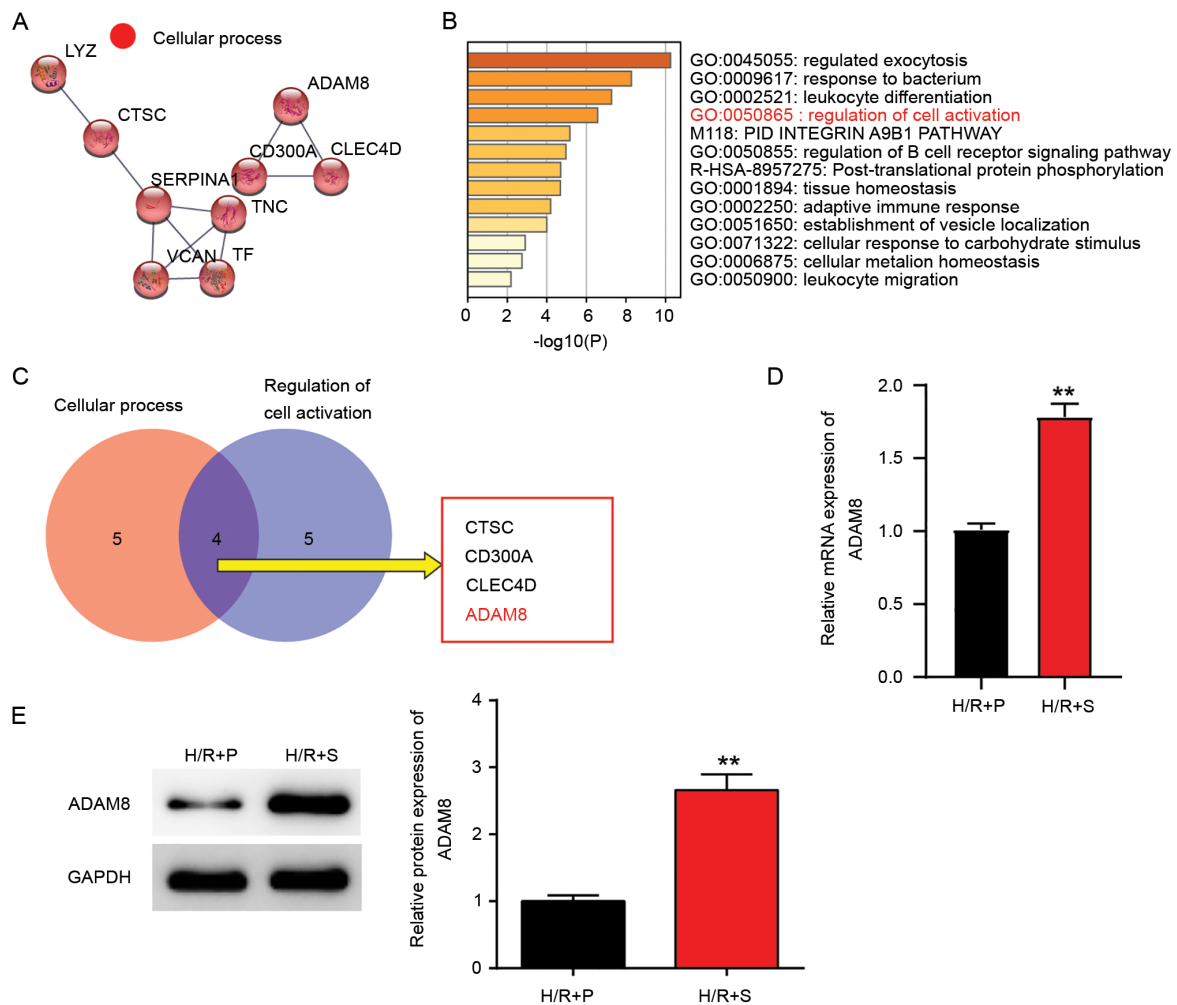 A
LYZ
Cellular process
CTSC
ADAM8
CD300A
CLEC4D
SERPINA1
TNC
VCAN
TF
B
GO:0045055: regulated exocytosis
GO:0009617: response to bacterium
GO:0002521: leukocyte differentiation
GO:0050865 : regulation of cell activation
M118: PID INTEGRIN A9B1 PATHWAY
GO:0050855: regulation of B cell receptor signaling pathway
R-HSA-8957275: Post-translational protein phosphorylation
GO:0001894: tissue homeostasis
GO:0002250: adaptive immune response
GO:0051650: establishment of vesicle localization
GO:0071322: cellular response to carbohydrate stimulus
GO:0006875: cellular metalion homeostasis
GO:0050900: leukocyte migration
0 2 4 6 8 10
-log10(P)
C
Cellular process
Regulation of
cell activation
5
4
5
CTSC
CD300A
CLEC4D
ADAM8
D
Relative mRNA expression of
ADAM8
2.0
1.5
1.0
0.5
0.0
**
H/R+P
H/R+S
E
H/R+P
H/R+S
ADAM8
GAPDH
Relative protein expression of
ADAM8
4
3
2
1
0
**
H/R+P
H/R+S